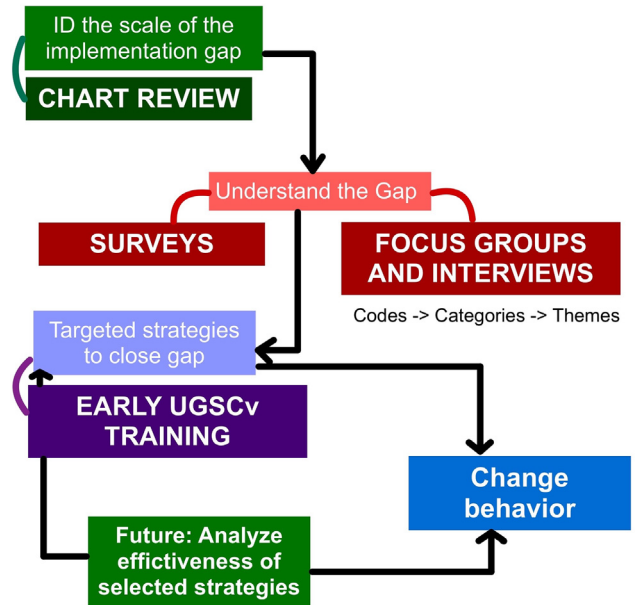 ID the scale of the
implementation gap
CHART REVIEW
Understand the Gap
SURVEYS
FOCUS GROUPS
AND INTERVIEWS
Codes -> Categories -> Themes
Targeted strategies
to close gap
EARLY UGSCv
TRAINING
Change
behavior
Future: Analyze
effictiveness of
selected strategies